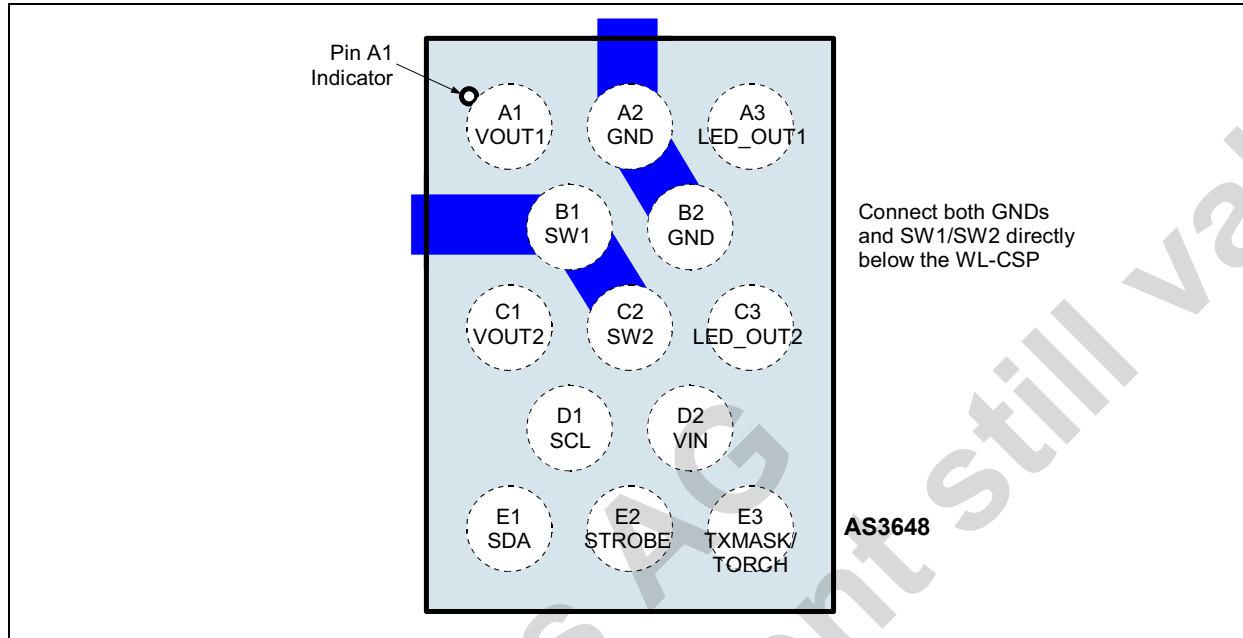 Pin A1
Indicator
A1
VOUT1
A2
GND
A3
LED_OUT1
B1
SW1
B2
GND
Connect both GNDs
and SW1/SW2 directly
below the WL-CSP
C1
VOUT2
C2
SW2
C3
LED_OUT2
D1
SCL
D2
VIN
E1
SDA
E2
STROBE
E3
TXMASK/
TORCH
AS3648
AG
still